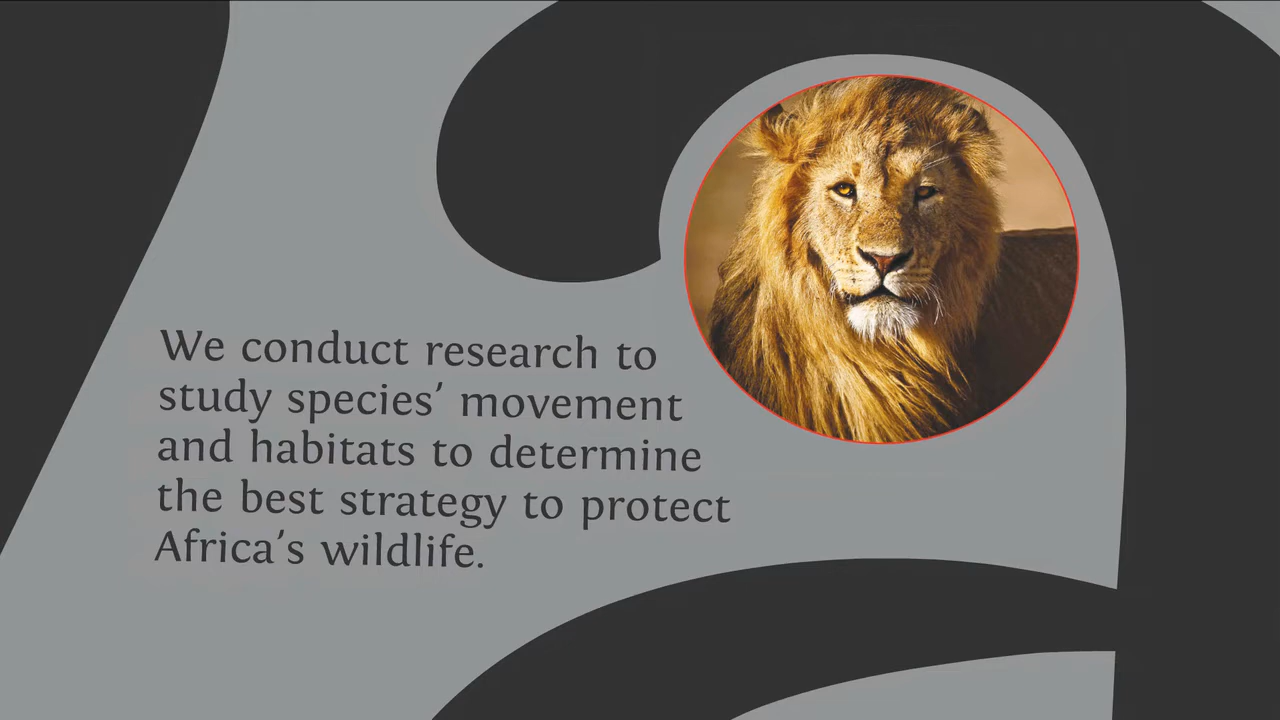 We conduct research to
study species’ movement
and habitats to determine
the best strategy to protect
Africa’s wildlife.